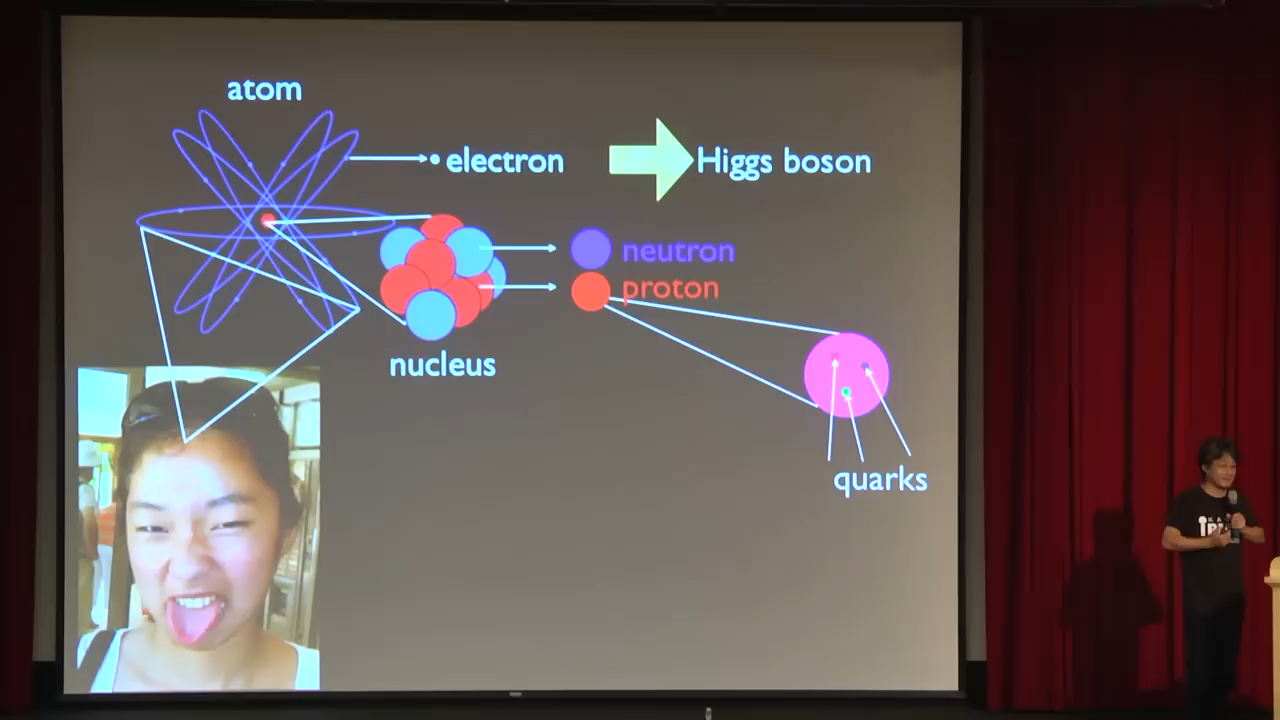 atom
electron
Higgs boson
neutron
proton
nucleus
quarks